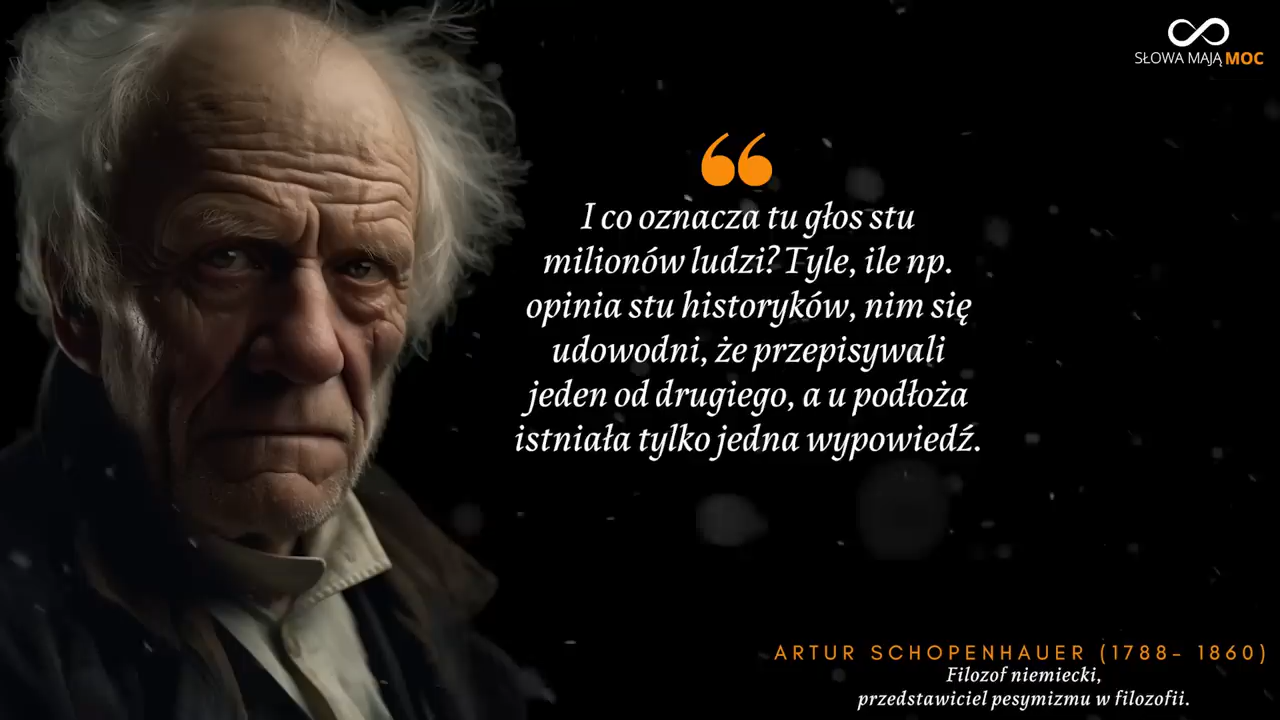 SŁOWA MAJĄ MOC
I co oznacza tu głos stu
milionów ludzi? Tyle, ile np.
opinia stu historyków, nim się
udowodni, że przepisywali
jeden od drugiego, a u podłoża
istniała tylko jedna wypowiedź.
ARTUR SCHOPENHAUER (1788- 1860)
Filozof niemiecki,
przedstawiciel pesymizmu w filozofii.